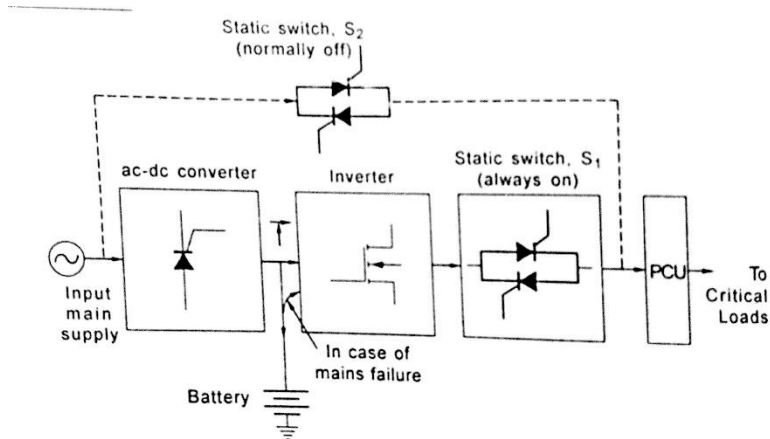 Static switch, S2
(normally off)
ac-dc converter
Inverter
Static switch, S1
(always on)
Input
main
supply
PCU
To
Critical
Loads
In case of
mains failure
Battery